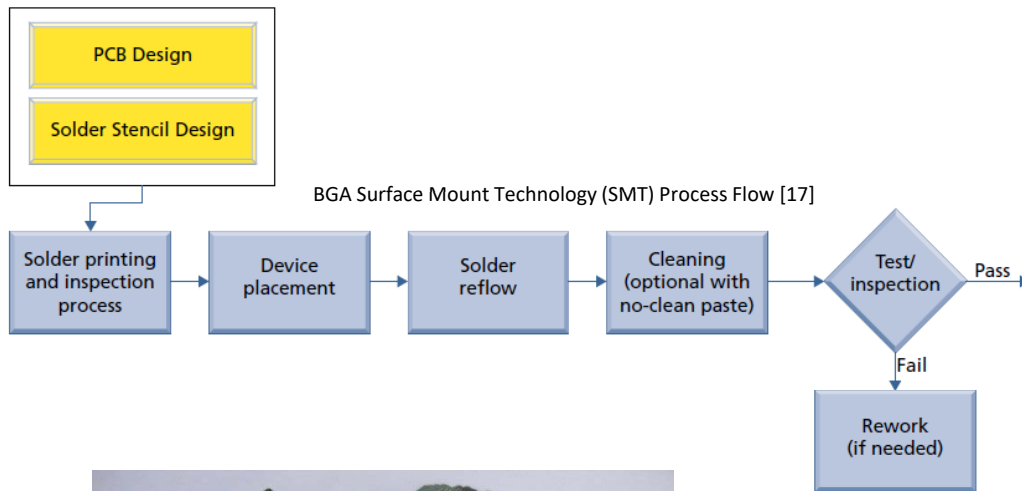 PCB Design
Solder Stencil Design
BGA Surface Mount Technology (SMT) Process Flow [17]
Solder printing
and inspection
process
Device
placement
Solder
reflow
Cleaning
(optional with
no-clean paste)
Test/
inspection
Pass
Fail
Rework
(if needed)